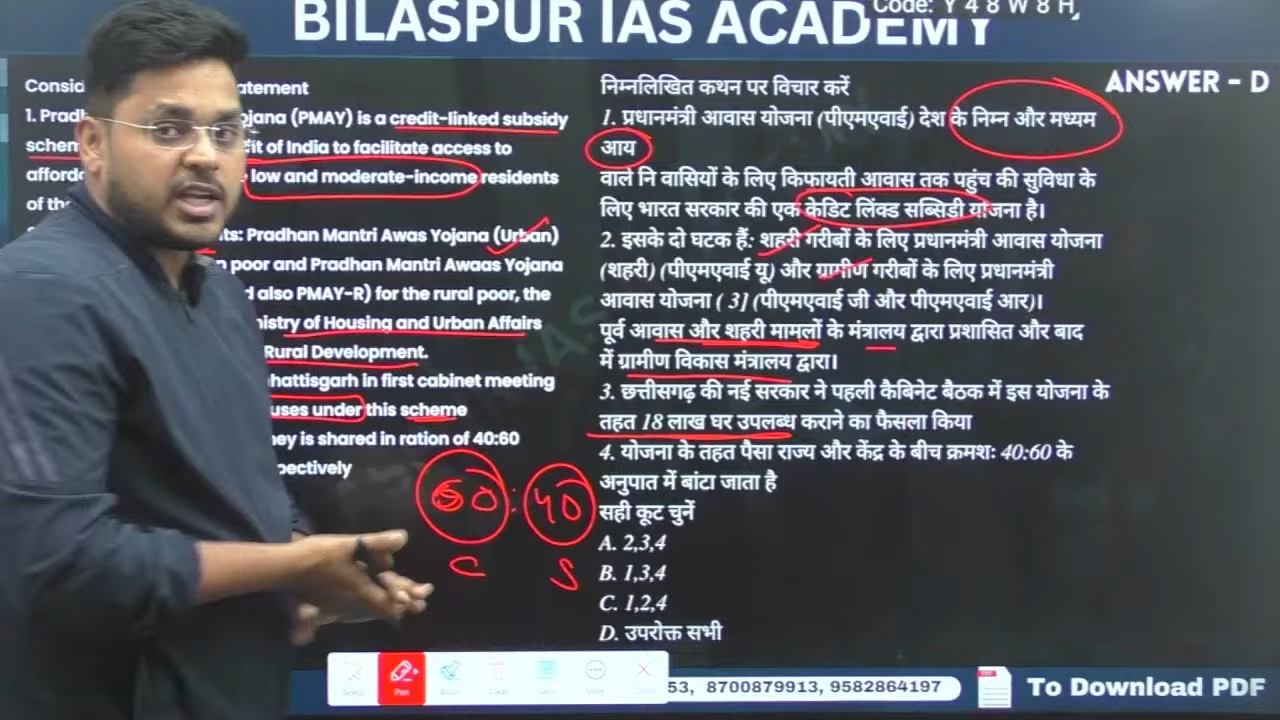 Code: Y 4 8 W 8 H
BILASPUR IAS ACADEMY
ANSWER - D
atement
ojana (PMAY) is a credit-linked subsidy
fit of India to facilitate access to
low and moderate-income residents
of the
ts: Pradhan Mantri Awas Yojana (Urban)
n poor and Pradhan Mantri Awaas Yojana
d also PMAY-R) for the rural poor, the
nistry of Housing and Urban Affairs
Rural Development.
hattisgarh in first cabinet meeting
uses under this scheme
ney is shared in ration of 40:60
pectively
60 : 40
C S
निम्नलिखित कथन पर विचार करें
1. प्रधानमंत्री आवास योजना (पीएमएवाई) देश के निम्न और मध्यम
आय
वाले नि वासियों के लिए किफायती आवास तक पहुंच की सुविधा के
लिए भारत सरकार की एक क्रेडिट लिंक्ड सब्सिडी योजना है।
2. इसके दो घटक हैं: शहरी गरीबों के लिए प्रधानमंत्री आवास योजना
(शहरी) (पीएमएवाई यू) और ग्रामीण गरीबों के लिए प्रधानमंत्री
आवास योजना ( 3] (पीएमएवाई जी और पीएमएवाई आर)।
पूर्व आवास और शहरी मामलों के मंत्रालय द्वारा प्रशासित और बाद
में ग्रामीण विकास मंत्रालय द्वारा।
3. छत्तीसगढ़ की नई सरकार ने पहली कैबिनेट बैठक में इस योजना के
तहत 18 लाख घर उपलब्ध कराने का फैसला किया
4. योजना के तहत पैसा राज्य और केंद्र के बीच क्रमशः 40:60 के
अनुपात में बांटा जाता है
सही कूट चुनें
A. 2,3,4
B. 1,3,4
C. 1,2,4
D. उपरोक्त सभी
Pen
53, 8700879913, 9582864197
To Download PDF